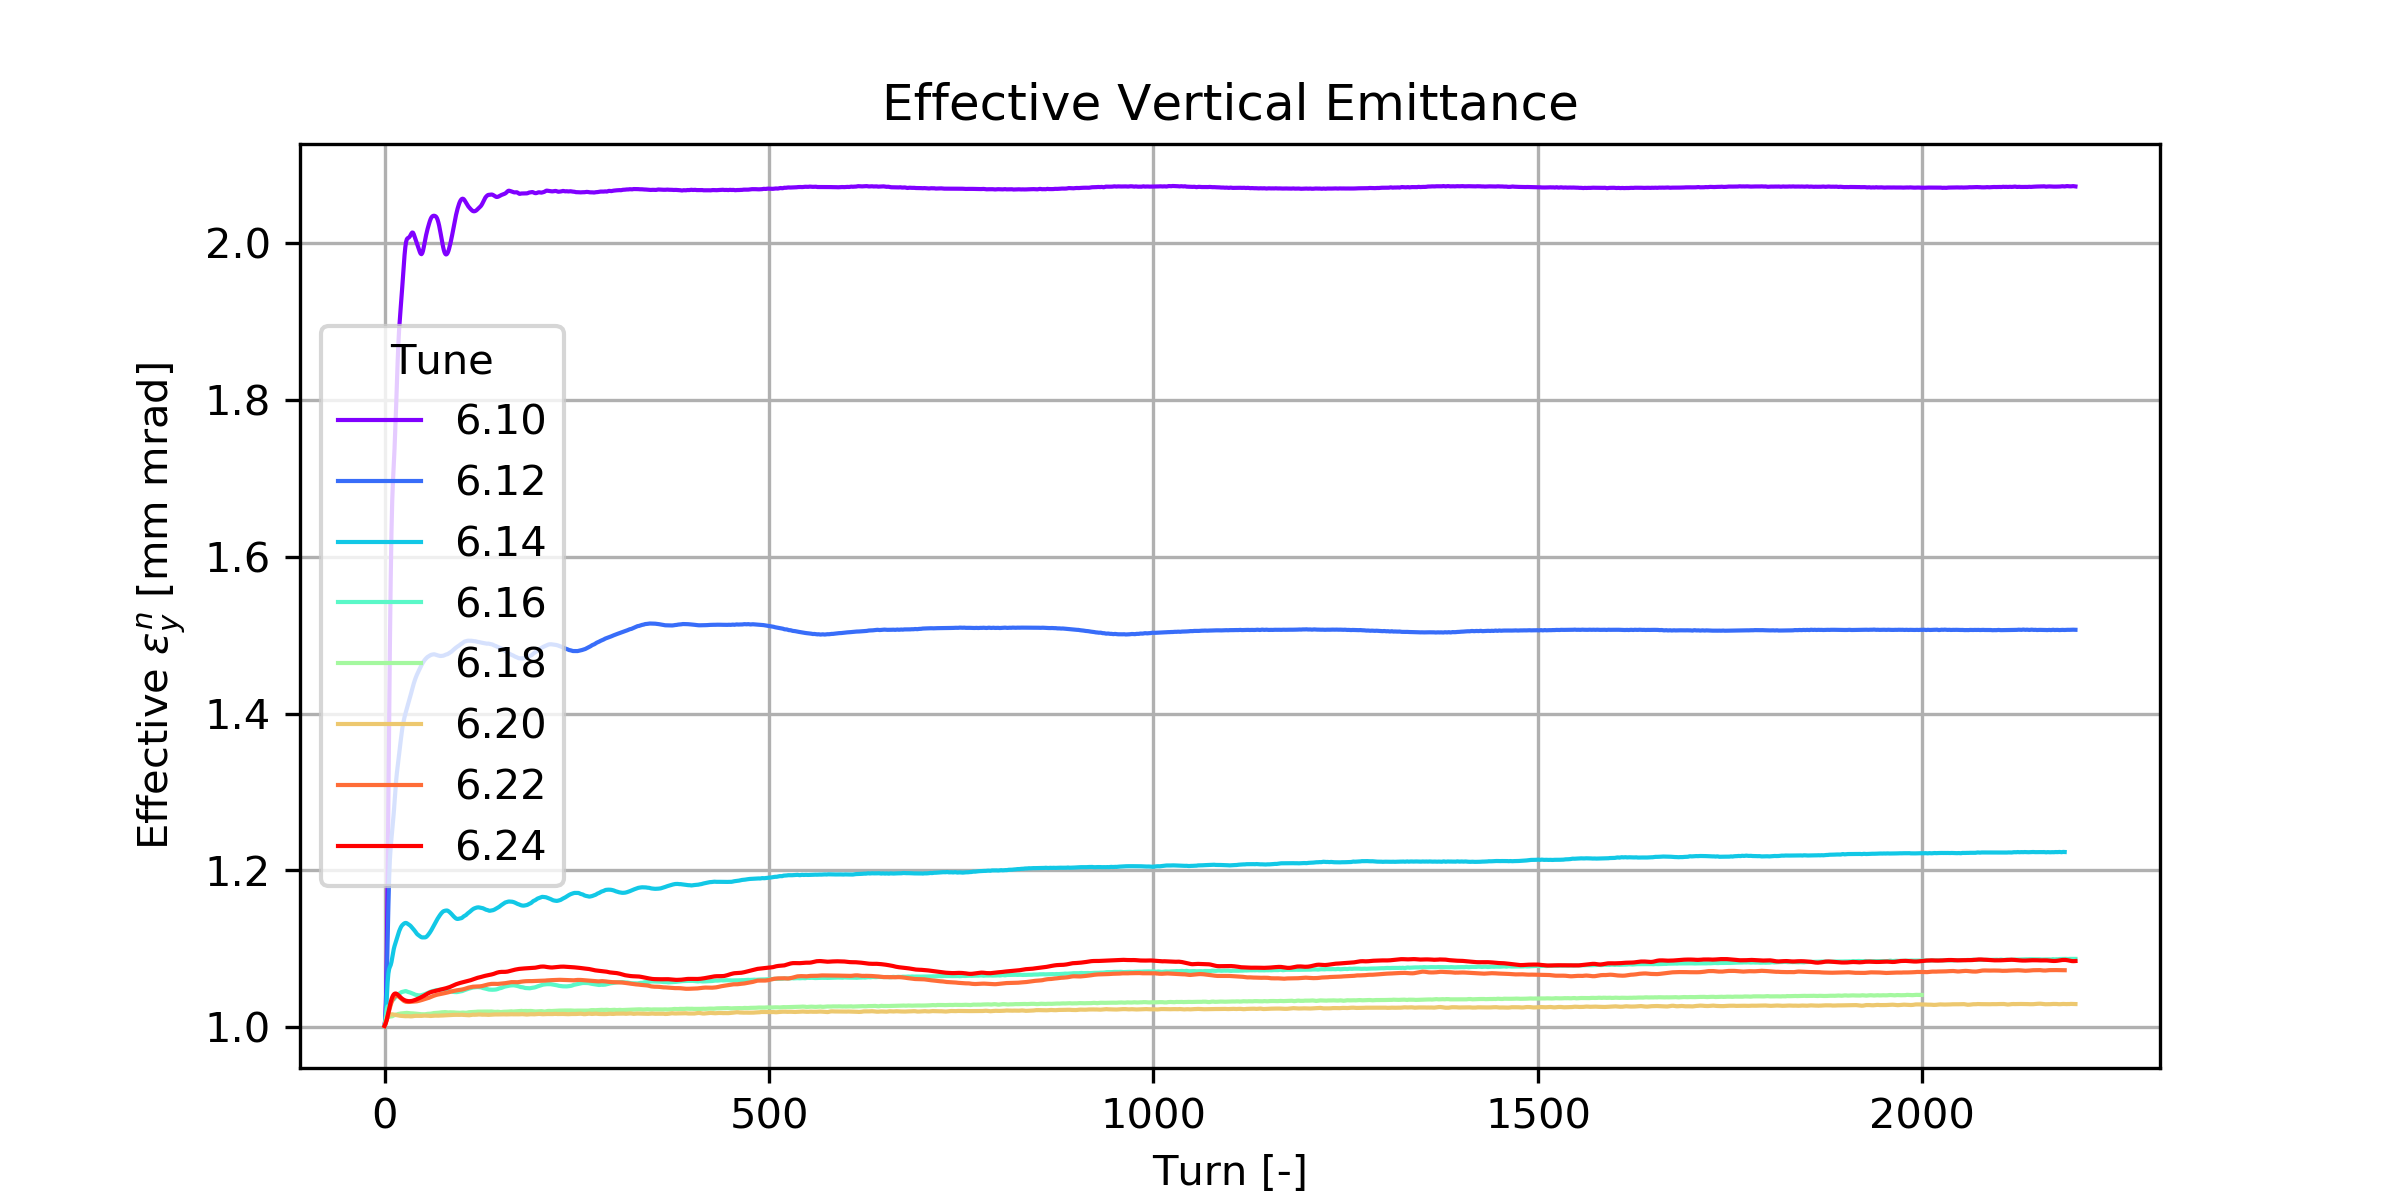 Effective Vertical Emittance
Effective εⁿᵧ [mm mrad]
2.0
1.8
1.6
1.4
1.2
1.0
Tune
6.10
6.12
6.14
6.16
6.18
6.20
6.22
6.24
0 500 1000 1500 2000
Turn [-]